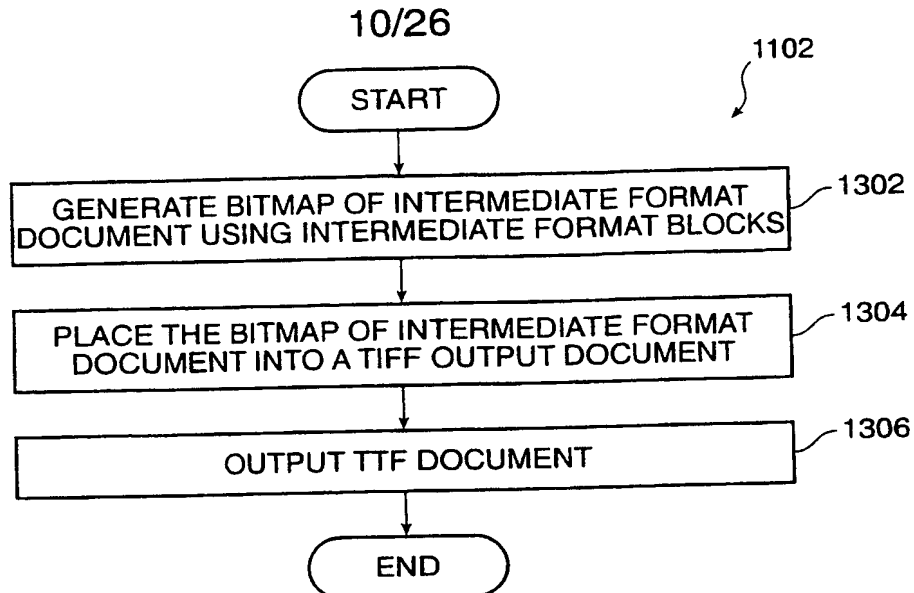 10/26
1102
START
GENERATE BITMAP OF INTERMEDIATE FORMAT
DOCUMENT USING INTERMEDIATE FORMAT BLOCKS
1302
PLACE THE BITMAP OF INTERMEDIATE FORMAT
DOCUMENT INTO A TIFF OUTPUT DOCUMENT
1304
OUTPUT TTF DOCUMENT
1306
END